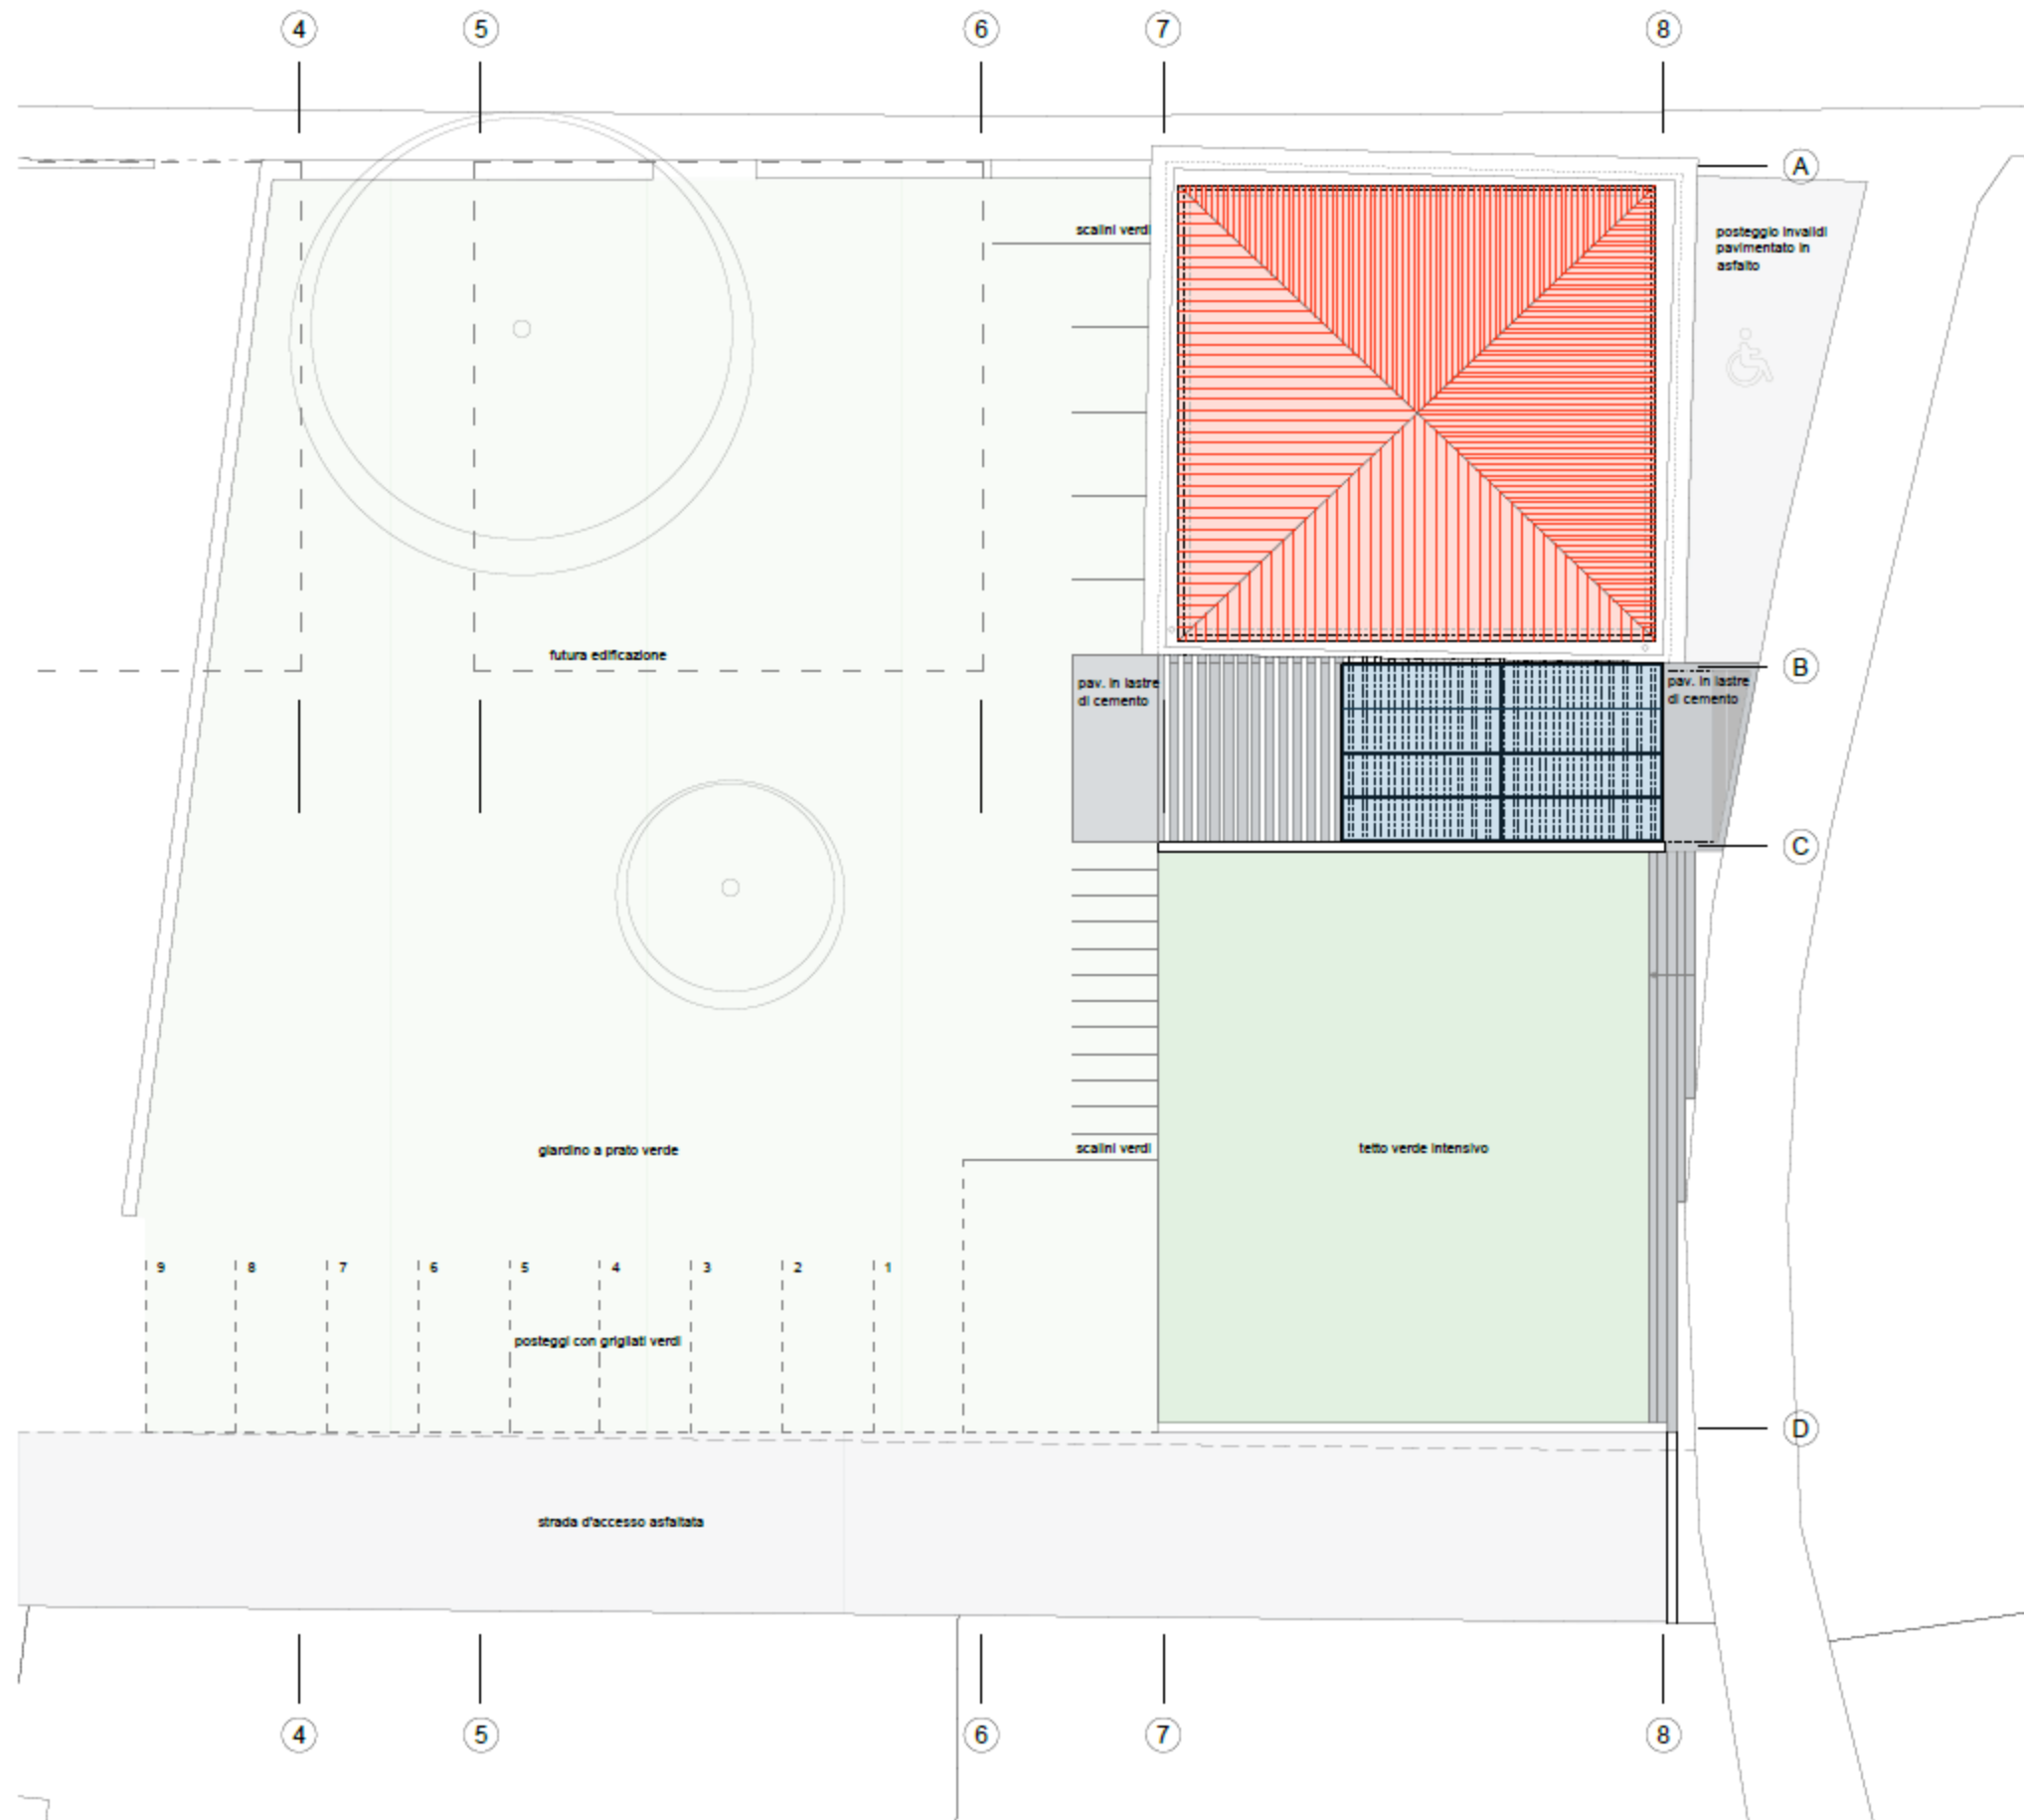 4
5
6
7
8
A
scalini verdi
posteggio invalidi
pavimentato in
asfalto
futura edificazione
B
pav. in lastre
di cemento
pav. in lastre
di cemento
C
giardino a prato verde
scalini verdi
tetto verde intensivo
9
8
7
6
5
4
3
2
1
posteggi con grigliati verdi
D
strada d'accesso asfaltata
4
5
6
7
8